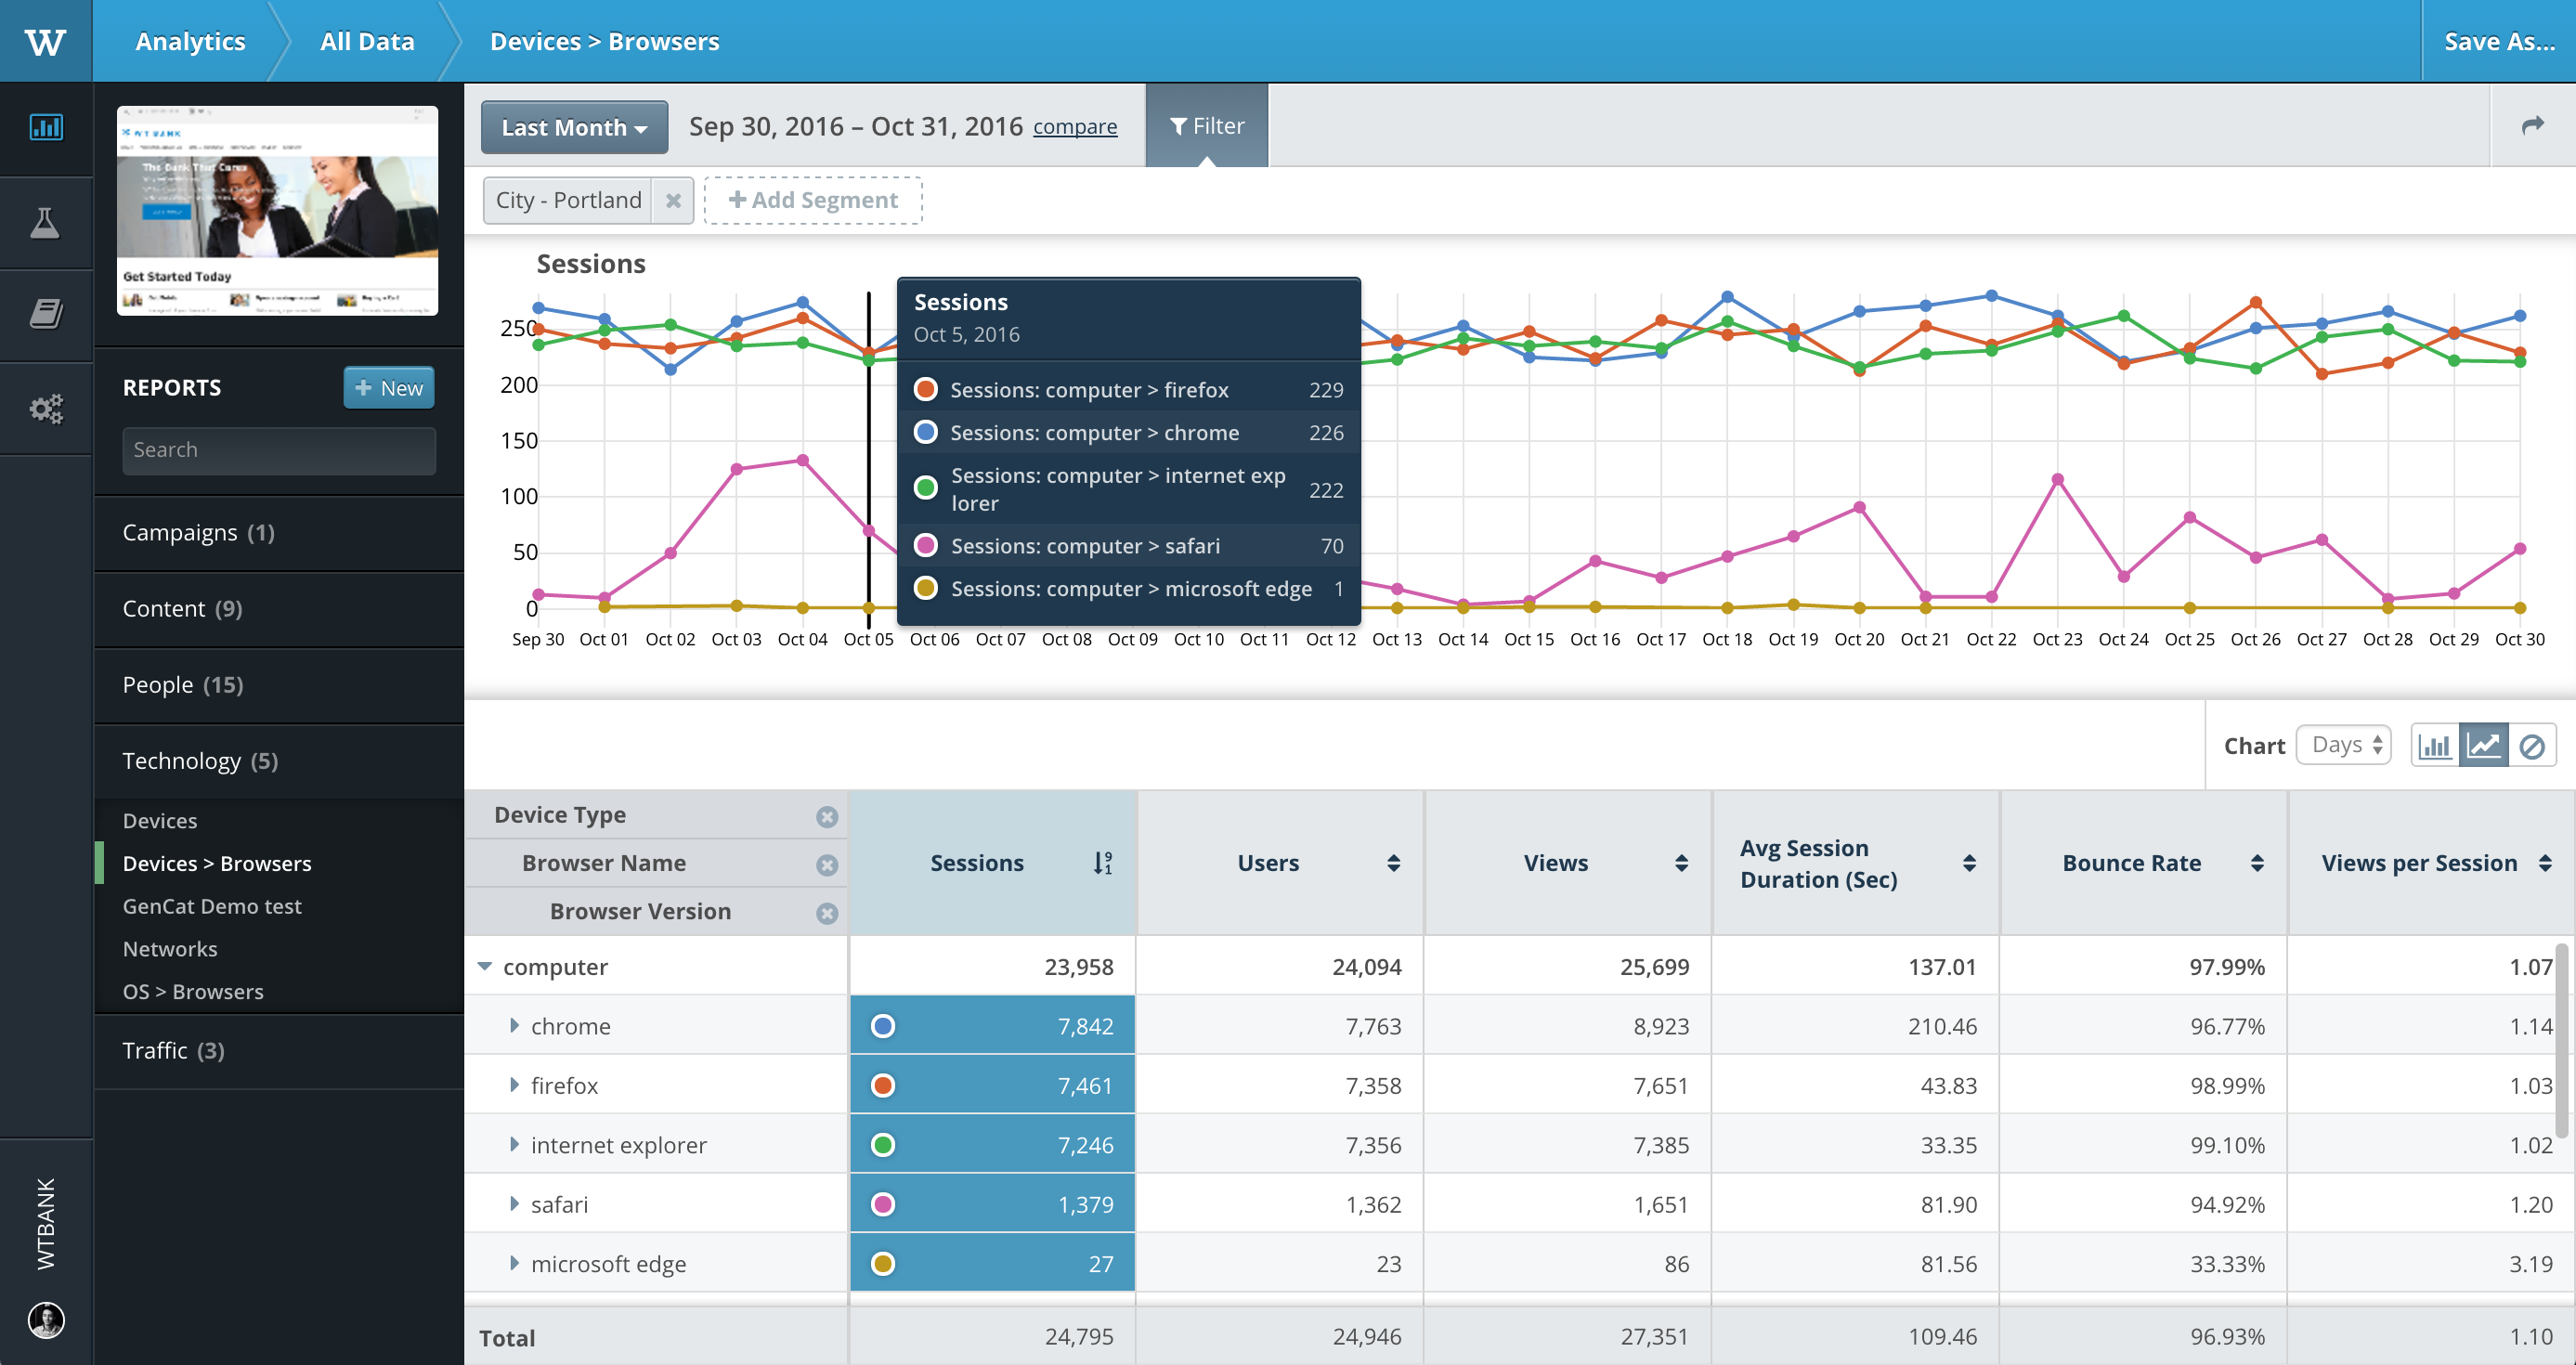 W Analytics All Data Devices > Browsers Save As...
Last Month Sep 30, 2016 – Oct 31, 2016 compare Filter
City - Portland + Add Segment
WT BANK
The Bank That Cares
Get Started Today
REPORTS + New
Search
Campaigns (1)
Content (9)
People (15)
Technology (5)
Devices
Devices > Browsers
GenCat Demo test
Networks
OS > Browsers
Traffic (3)
WTBANK
Sessions
250
200
150
100
50
0
Sep 30 Oct 01 Oct 02 Oct 03 Oct 04 Oct 05 Oct 06 Oct 07 Oct 08 Oct 09 Oct 10 Oct 11 Oct 12 Oct 13 Oct 14 Oct 15 Oct 16 Oct 17 Oct 18 Oct 19 Oct 20 Oct 21 Oct 22 Oct 23 Oct 24 Oct 25 Oct 26 Oct 27 Oct 28 Oct 29 Oct 30
Sessions
Oct 5, 2016
Sessions: computer > firefox 229
Sessions: computer > chrome 226
Sessions: computer > internet exp
lorer 222
Sessions: computer > safari 70
Sessions: computer > microsoft edge 1
Chart Days
Device Type
Browser Name
Browser Version
Sessions 9 1 Users Views Avg Session
Duration (Sec) Bounce Rate Views per Session
computer 23,958 24,094 25,699 137.01 97.99% 1.07
chrome 7,842 7,763 8,923 210.46 96.77% 1.14
firefox 7,461 7,358 7,651 43.83 98.99% 1.03
internet explorer 7,246 7,356 7,385 33.35 99.10% 1.02
safari 1,379 1,362 1,651 81.90 94.92% 1.20
microsoft edge 27 23 86 81.56 33.33% 3.19
Total 24,795 24,946 27,351 109.46 96.93% 1.10